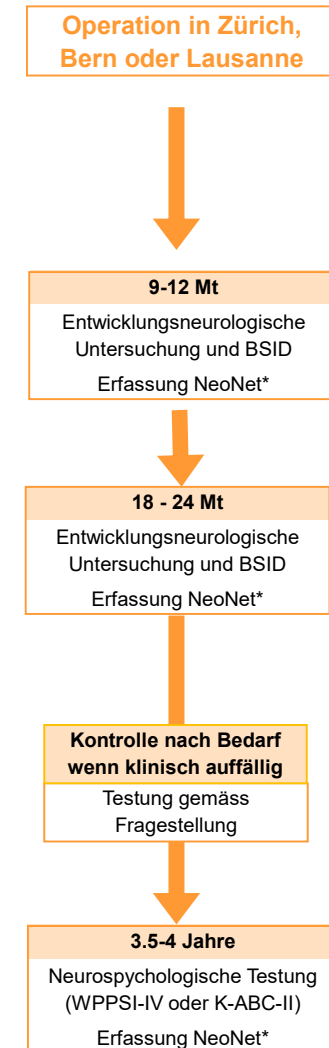 Operation in Zürich,
Bern oder Lausanne
9-12 Mt
Entwicklungsneurologische
Untersuchung und BSID
Erfassung NeoNet*
18 - 24 Mt
Entwicklungsneurologische
Untersuchung und BSID
Erfassung NeoNet*
Kontrolle nach Bedarf
wenn klinisch auffällig
Testung gemäss
Fragestellung
3.5-4 Jahre
Neurospychologische Testung
(WPPSI-IV oder K-ABC-II)
Erfassung NeoNet*